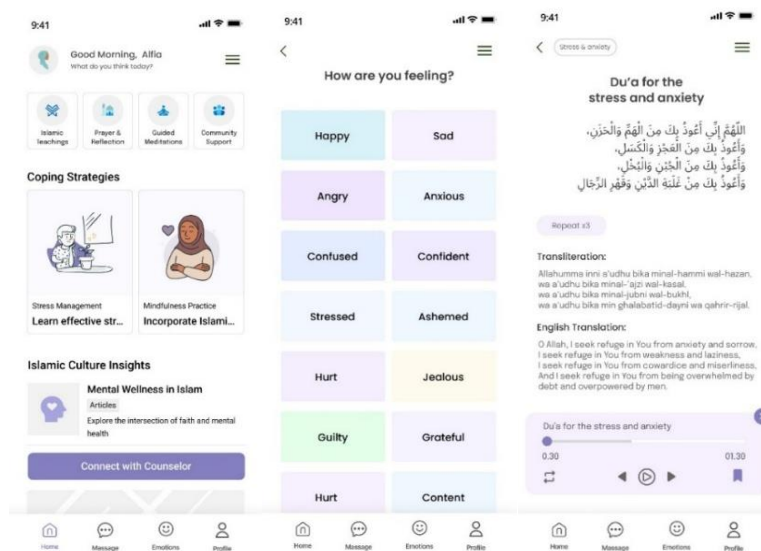 9:41
Good Morning, Alfia
What do you think today?
Islamic Teachings
Prayer & Reflection
Guided Meditations
Community Support
Coping Strategies
Stress Management
Learn effective str...
Mindfulness Practice
Incorporate Islami...
Islamic Culture Insights
Mental Wellness in Islam
Articles
Explore the intersection of faith and mental
health
Connect with Counselor
Home
Message
Emotions
Profile
9:41
How are you feeling?
Happy
Sad
Angry
Anxious
Confused
Confident
Stressed
Ashemed
Hurt
Jealous
Guilty
Grateful
Hurt
Content
Home
Message
Emotions
Profile
9:41
Stress & anxiety
Du'a for the
stress and anxiety
اللّهُمَّ إِنِّي أَعُوذُ بِكَ مِنَ الْهَمِّ وَالْحَزَنِ،
وَأَعُوذُ بِكَ مِنَ الْعَجْزِ وَالْكَسَلِ،
وَأَعُوذُ بِكَ مِنَ الْجُبْنِ وَالْبُخْلِ،
وَأَعُوذُ بِكَ مِنْ غَلَبَةِ الدَّيْنِ وَقَهْرِ الرِّجَالِ
Repeat x3
Transliteration:
Allahumma inni a'udhu bika minal-hammi wal-hazan,
wa a'udhu bika minal-'ajzi wal-kasal,
wa a'udhu bika minal-jubni wal-bukhl,
wa a'udhu bika min ghalabatid-dayni wa qahrir-rijal.
English Translation:
O Allah, I seek refuge in You from anxiety and sorrow,
I seek refuge in You from weakness and laziness,
I seek refuge in You from cowardice and miserliness,
And I seek refuge in You from being overwhelmed by
debt and overpowered by men.
Du'a for the stress and anxiety
0.30
01.30
Home
Message
Emotions
Profile